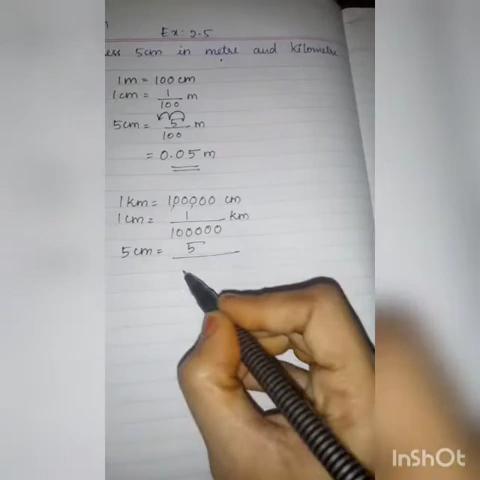 Ex: 2.5
ess 5cm in metre and kilometre
1m = 100 cm
1cm = 1/100 m
5cm = 5/100 m
= 0.05 m
1km = 100000 cm
1cm = 1/100000 km
5cm = 5
InShOt